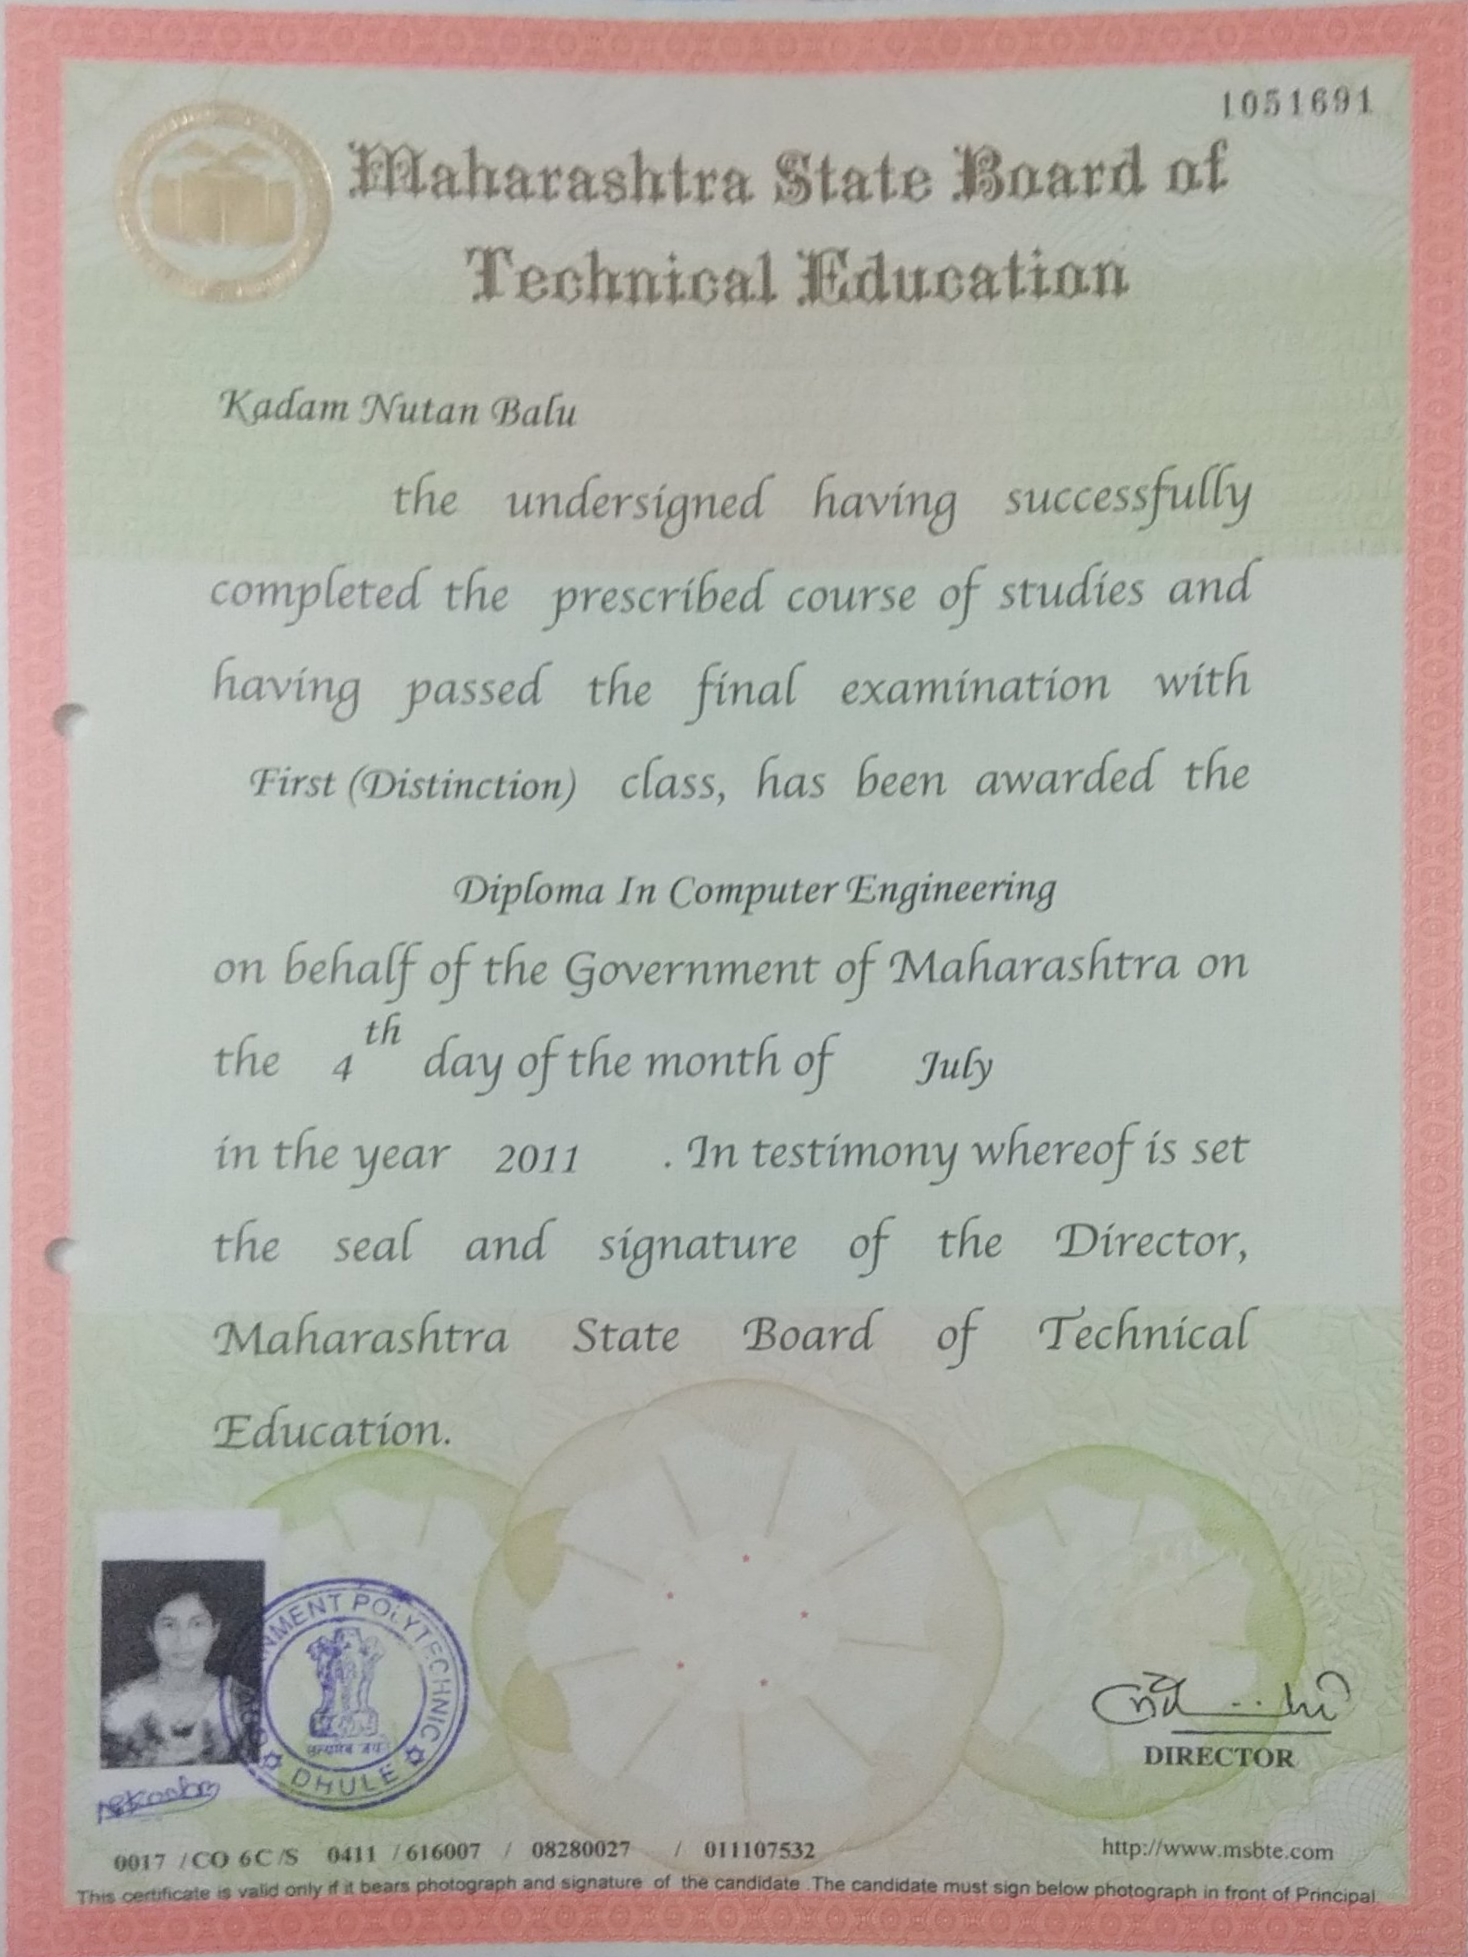 1051691
Maharashtra State Board of
Technical Education
Kadam Nutan Balu
the undersigned having successfully
completed the prescribed course of studies and
having passed the final examination with
First (Distinction) class, has been awarded the
Diploma In Computer Engineering
on behalf of the Government of Maharashtra on
the 4th day of the month of July
in the year 2011 . In testimony whereof is set
the seal and signature of the Director,
Maharashtra State Board of Technical
Education.
NMENT POLYTECHNIC
सत्यमेव जयते
DHULE
DIRECTOR
0017 /CO 6C/S 0411 /616007 / 08280027 / 011107532
http://www.msbte.com
This certificate is valid only if it bears photograph and signature of the candidate .The candidate must sign below photograph in front of Principal